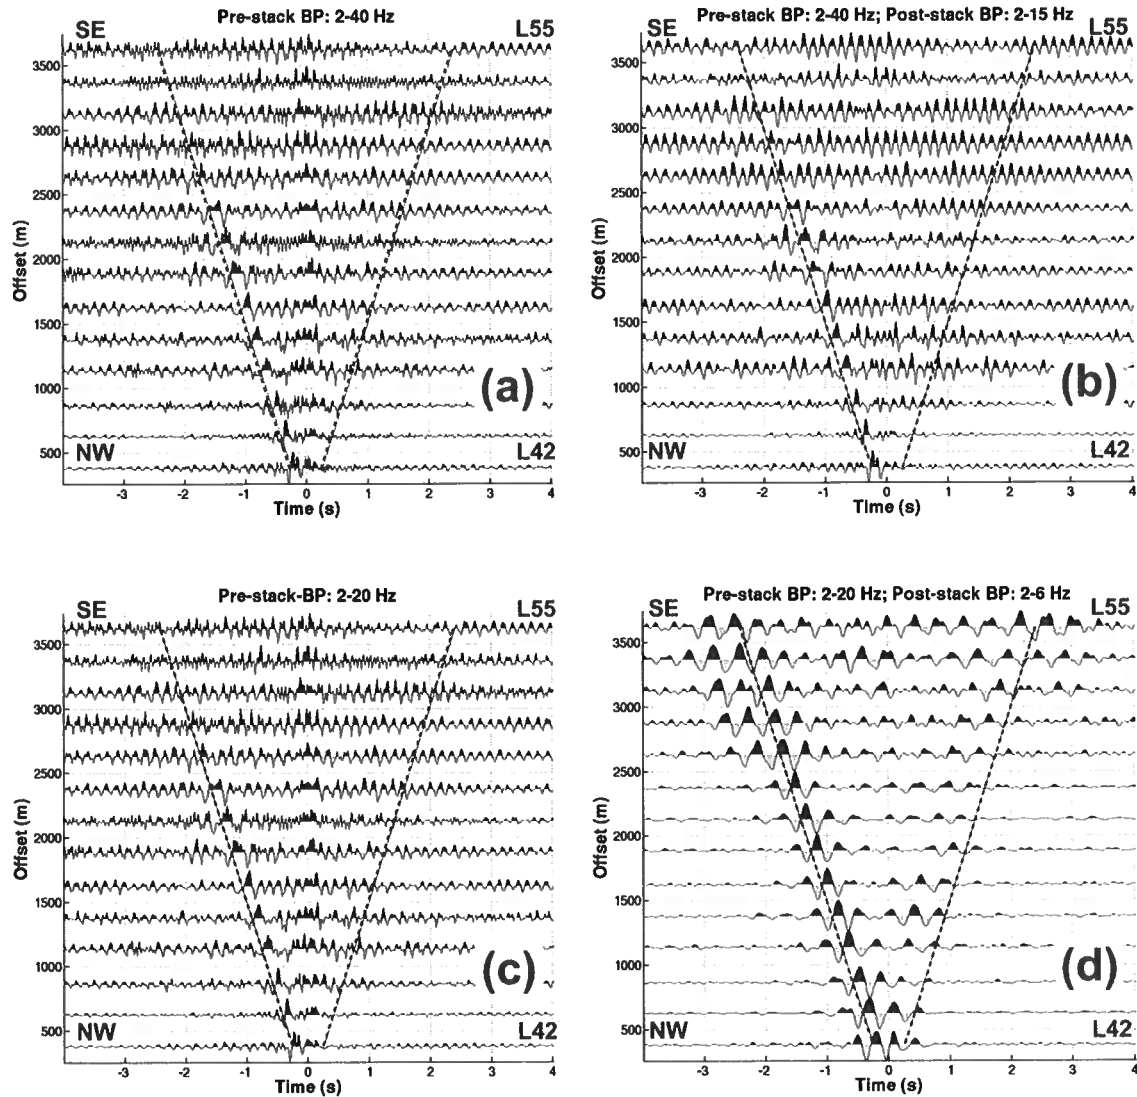 Pre-stack BP: 2-40 Hz
SE
L55
3500
3000
2500
2000
1500
1000
500
Offset (m)
(a)
NW
L42
-3 -2 -1 0 1 2 3 4
Time (s)
Pre-stack BP: 2-40 Hz; Post-stack BP: 2-15 Hz
SE
L55
3500
3000
2500
2000
1500
1000
500
Offset (m)
(b)
NW
L42
-3 -2 -1 0 1 2 3 4
Time (s)
Pre-stack-BP: 2-20 Hz
SE
L55
3500
3000
2500
2000
1500
1000
500
Offset (m)
(c)
NW
L42
-3 -2 -1 0 1 2 3 4
Time (s)
Pre-stack BP: 2-20 Hz; Post-stack BP: 2-6 Hz
SE
L55
3500
3000
2500
2000
1500
1000
500
Offset (m)
(d)
NW
L42
-3 -2 -1 0 1 2 3 4
Time (s)